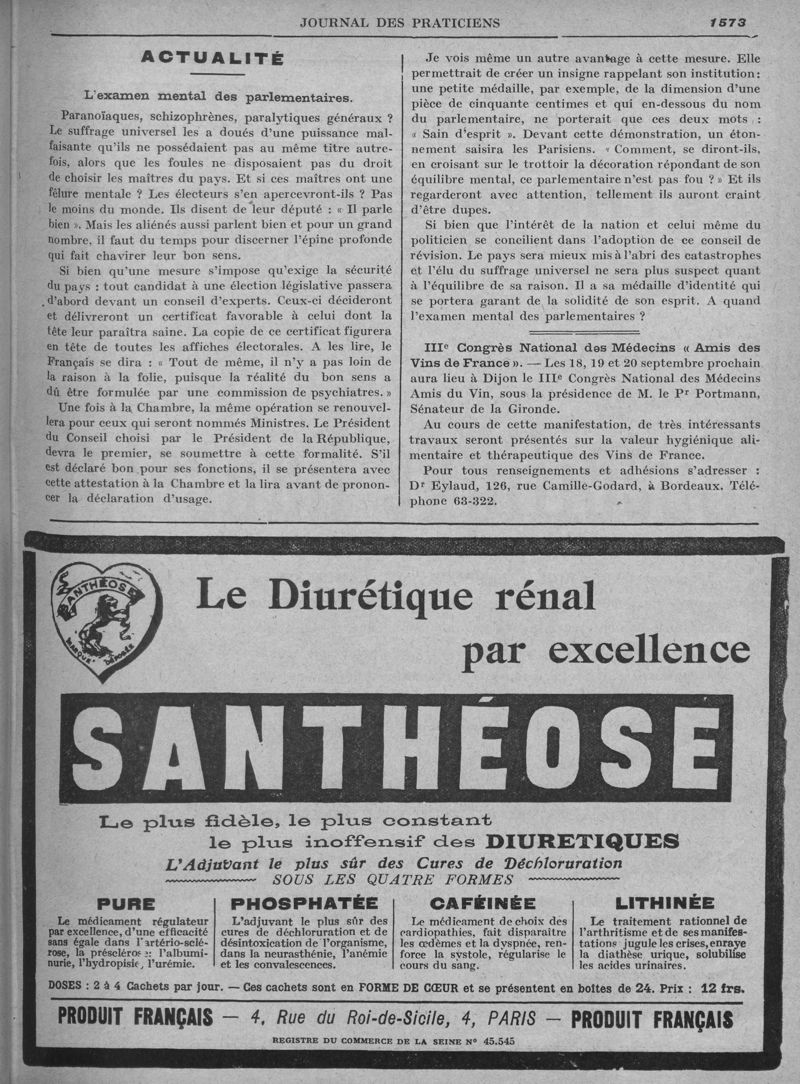 JOURNAL DES PRATICIENS
1573
ACTUALITÉ
L'examen mental des parlementaires.
Paranoïaques, schizophrènes, paralytiques généraux ?
Le suffrage universel les a doués d'une puissance mal-
faisante qu'ils ne possédaient pas au même titre autre-
fois, alors que les foules ne disposaient pas du droit
de choisir les maîtres du pays. Et si ces maîtres ont une
fêlure mentale ? Les électeurs s'en apercevront-ils ? Pas
le moins du monde. Ils disent de leur député : « Il parle
bien ». Mais les aliénés aussi parlent bien et pour un grand
nombre, il faut du temps pour discerner l'épine profonde
qui fait chavirer leur bon sens.
Si bien qu'une mesure s'impose qu'exige la sécurité
du pays : tout candidat à une élection législative passera
d'abord devant un conseil d'experts. Ceux-ci décideront
et délivreront un certificat favorable à celui dont la
tête leur paraîtra saine. La copie de ce certificat figurera
en tête de toutes les affiches électorales. A les lire, le
Français se dira : « Tout de même, il n'y a pas loin de
la raison à la folie, puisque la réalité du bon sens a
dû être formulée par une commission de psychiatres. »
Une fois à la Chambre, la même opération se renouvel-
lera pour ceux qui seront nommés Ministres. Le Président
du Conseil choisi par le Président de la République,
devra le premier, se soumettre à cette formalité. S'il
est déclaré bon pour ses fonctions, il se présentera avec
cette attestation à la Chambre et la lira avant de pronon-
cer la déclaration d'usage.
Je vois même un autre avantage à cette mesure. Elle
permettrait de créer un insigne rappelant son institution :
une petite médaille, par exemple, de la dimension d'une
pièce de cinquante centimes et qui en-dessous du nom
du parlementaire, ne porterait que ces deux mots :
« Sain d'esprit ». Devant cette démonstration, un éton-
nement saisira les Parisiens. « Comment, se diront-ils,
en croisant sur le trottoir la décoration répondant de son
équilibre mental, ce parlementaire n'est pas fou ? » Et ils
regarderont avec attention, tellement ils auront craint
d'être dupes.
Si bien que l'intérêt de la nation et celui même du
politicien se concilient dans l'adoption de ce conseil de
révision. Le pays sera mieux mis à l'abri des catastrophes
et l'élu du suffrage universel ne sera plus suspect quant
à l'équilibre de sa raison. Il a sa médaille d'identité qui
se portera garant de la solidité de son esprit. A quand
l'examen mental des parlementaires ?
IIIe Congrès National des Médecins « Amis des
Vins de France ». — Les 18, 19 et 20 septembre prochain
aura lieu à Dijon le IIIe Congrès National des Médecins
Amis du Vin, sous la présidence de M. le Pr Portmann,
Sénateur de la Gironde.
Au cours de cette manifestation, de très intéressants
travaux seront présentés sur la valeur hygiénique ali-
mentaire et thérapeutique des Vins de France.
Pour tous renseignements et adhésions s'adresser :
Dr Eylaud, 126, rue Camille-Godard, à Bordeaux. Télé-
phone 63-322.
SANTHÉOSE
MARQUE DÉPOSÉE
Le Diurétique rénal
par excellence
SANTHÉOSE
Le plus fidèle, le plus constant
le plus inoffensif des DIURETIQUES
L'Adjuvant le plus sûr des Cures de Déchloruration
SOUS LES QUATRE FORMES
PURE
Le médicament régulateur
par excellence, d'une efficacité
sans égale dans l'artério-sclé-
rose, la présclérose : l'albumi-
nurie, l'hydropisie, l'urémie.
PHOSPHATÉE
L'adjuvant le plus sûr des
cures de déchloruration et de
désintoxication de l'organisme,
dans la neurasthénie, l'anémie
et les convalescences.
CAFÉINÉE
Le médicament de choix des
cardiopathies, fait disparaître
les œdèmes et la dyspnée, ren-
force la systole, régularise le
cours du sang.
LITHINÉE
Le traitement rationnel de
l'arthritisme et de ses manifes-
tations jugule les crises, enraye
la diathèse urique, solubilise
les acides urinaires.
DOSES : 2 à 4 Cachets par jour. — Ces cachets sont en FORME DE CŒUR et se présentent en boîtes de 24. Prix : 12 frs.
PRODUIT FRANÇAIS — 4, Rue du Roi-de-Sicile, 4, PARIS — PRODUIT FRANÇAIS
REGISTRE DU COMMERCE DE LA SEINE No 45.545